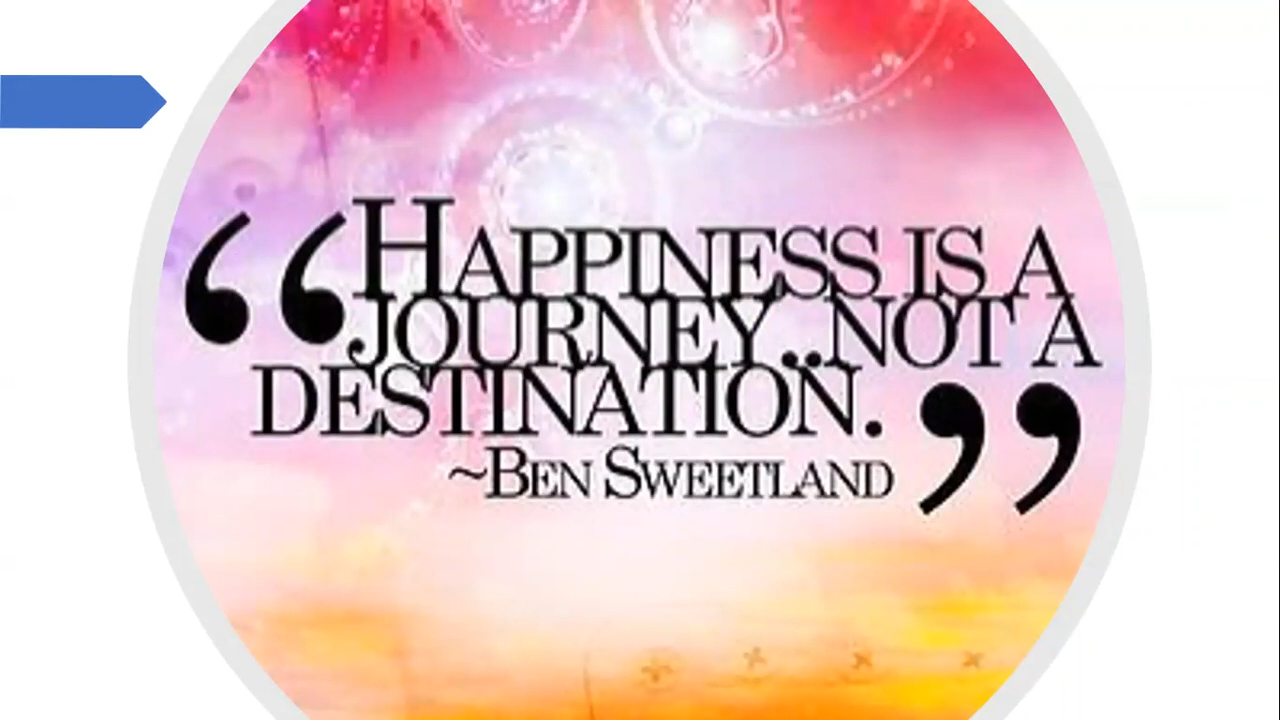 “HAPPINESS IS A
JOURNEY..NOT A
DESTINATION.”
~BEN SWEETLAND